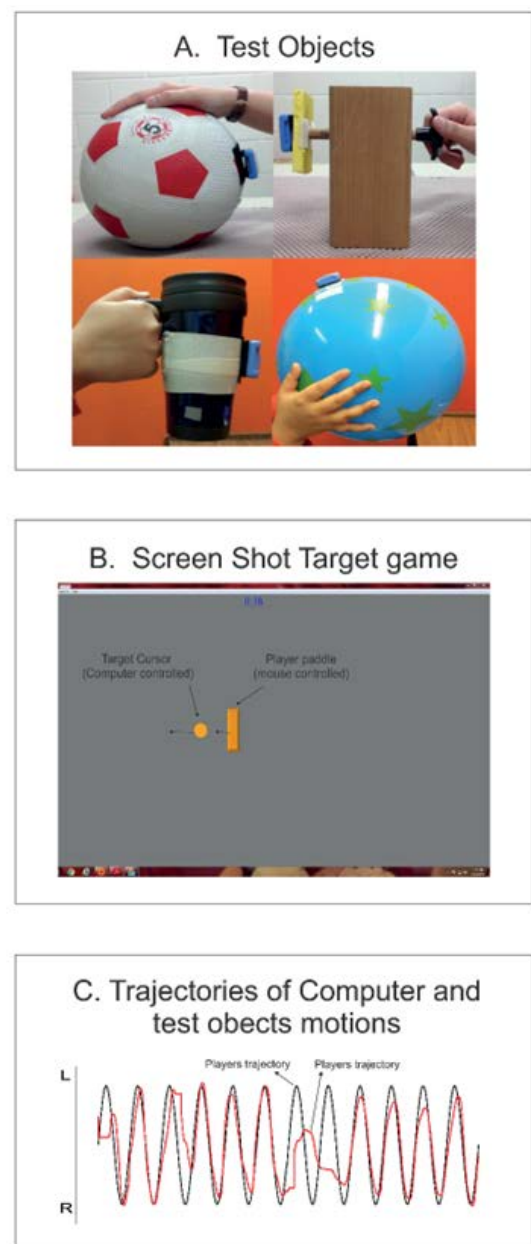 A. Test Objects
5
B. Screen Shot Target game
Target Cursor
(Computer controlled)
Player paddle
(mouse controlled)
C. Trajectories of Computer and
test obects motions
Players trajectory
Players trajectory
L
R